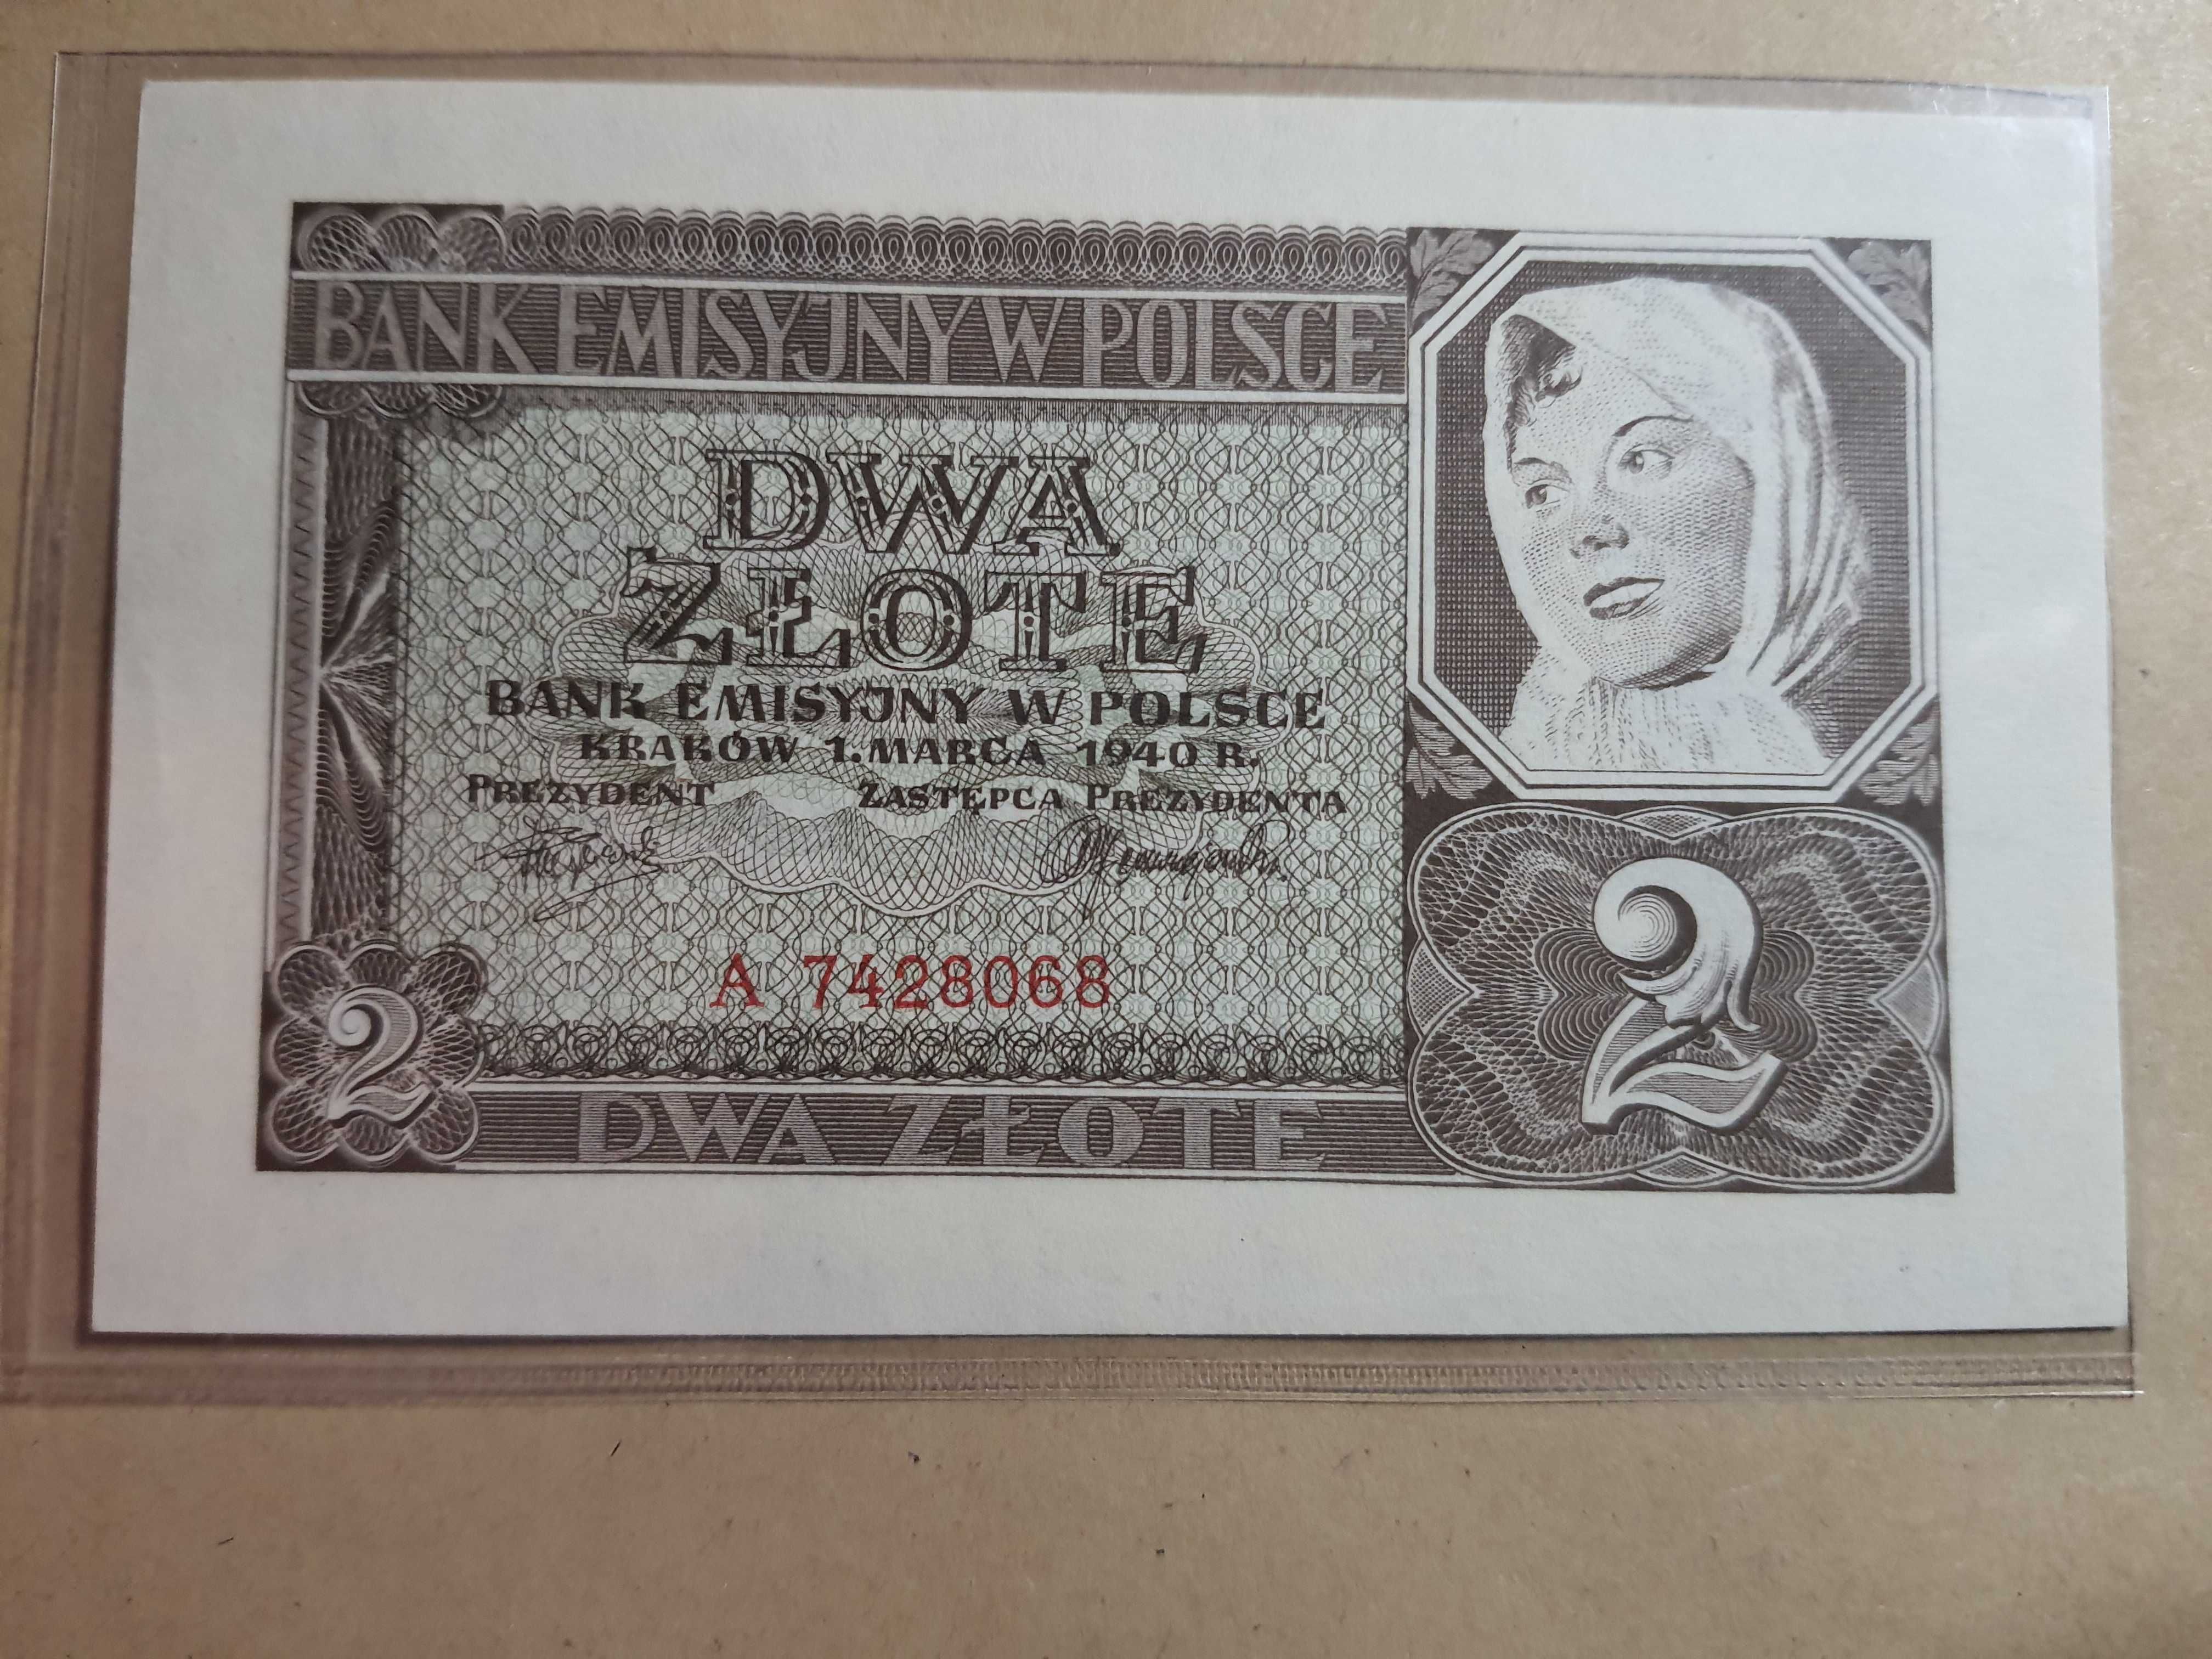 BANK EMISYJNY W POLSCE
DWA
ZŁOTE
BANK EMISYJNY W POLSCE
KRAKÓW 1. MARCA 1940 R.
PREZYDENT ZASTĘPCA PREZYDENTA
A 7428068
2
2
DWA ZŁOTE